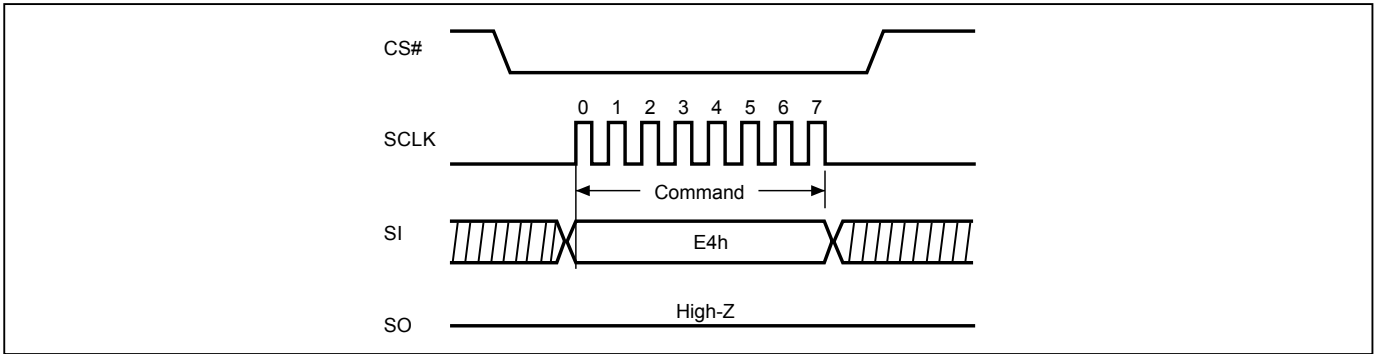 CS#
0 1 2 3 4 5 6 7
SCLK
Command
SI
E4h
High-Z
SO